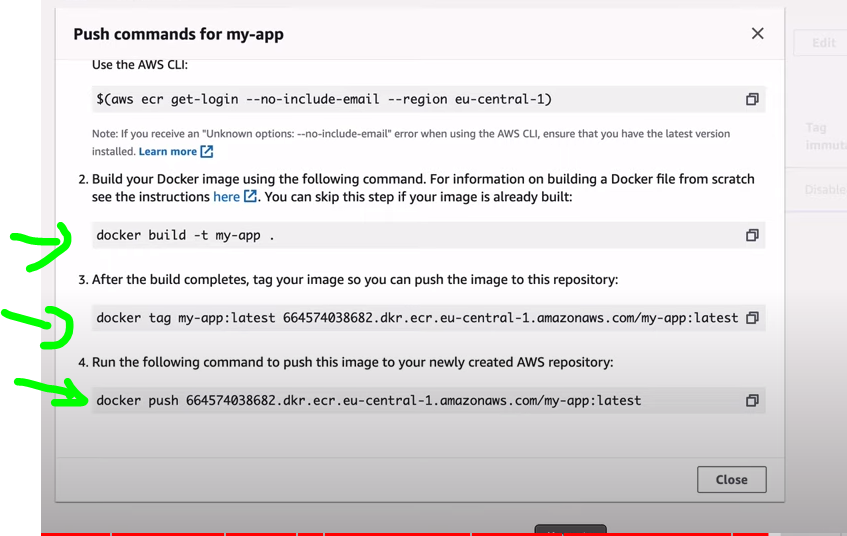 Push commands for my-app
Edit
Use the AWS CLI:
$(aws ecr get-login --no-include-email --region eu-central-1)
Note: If you receive an "Unknown options: --no-include-email" error when using the AWS CLI, ensure that you have the latest version
installed. Learn more
Tag
2. Build your Docker image using the following command. For information on building a Docker file from scratch
see the instructions here. You can skip this step if your image is already built:
docker build -t my-app .
3. After the build completes, tag your image so you can push the image to this repository:
docker tag my-app:latest 664574038682.dkr.ecr.eu-central-1.amazonaws.com/my-app:latest
4. Run the following command to push this image to your newly created AWS repository:
docker push 664574038682.dkr.ecr.eu-central-1.amazonaws.com/my-app:latest
Close